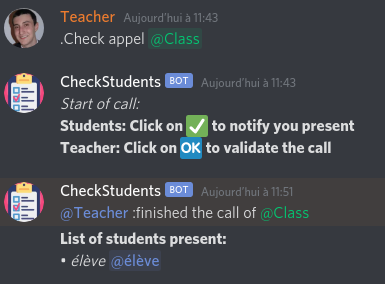 Teacher Aujourd'hui à 11:43
.Check appel @Class
CheckStudents BOT Aujourd'hui à 11:43
Start of call:
Students: Click on ✅ to notify you present
Teacher: Click on 🆗 to validate the call
CheckStudents BOT Aujourd'hui à 11:51
@Teacher :finished the call of @Class
List of students present:
• élève @élève